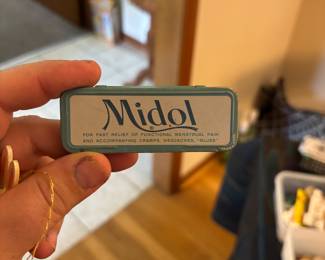 Midol
®
FOR FAST RELIEF OF FUNCTIONAL MENSTRUAL PAIN
AND ACCOMPANYING CRAMPS, HEADACHES, "BLUES"